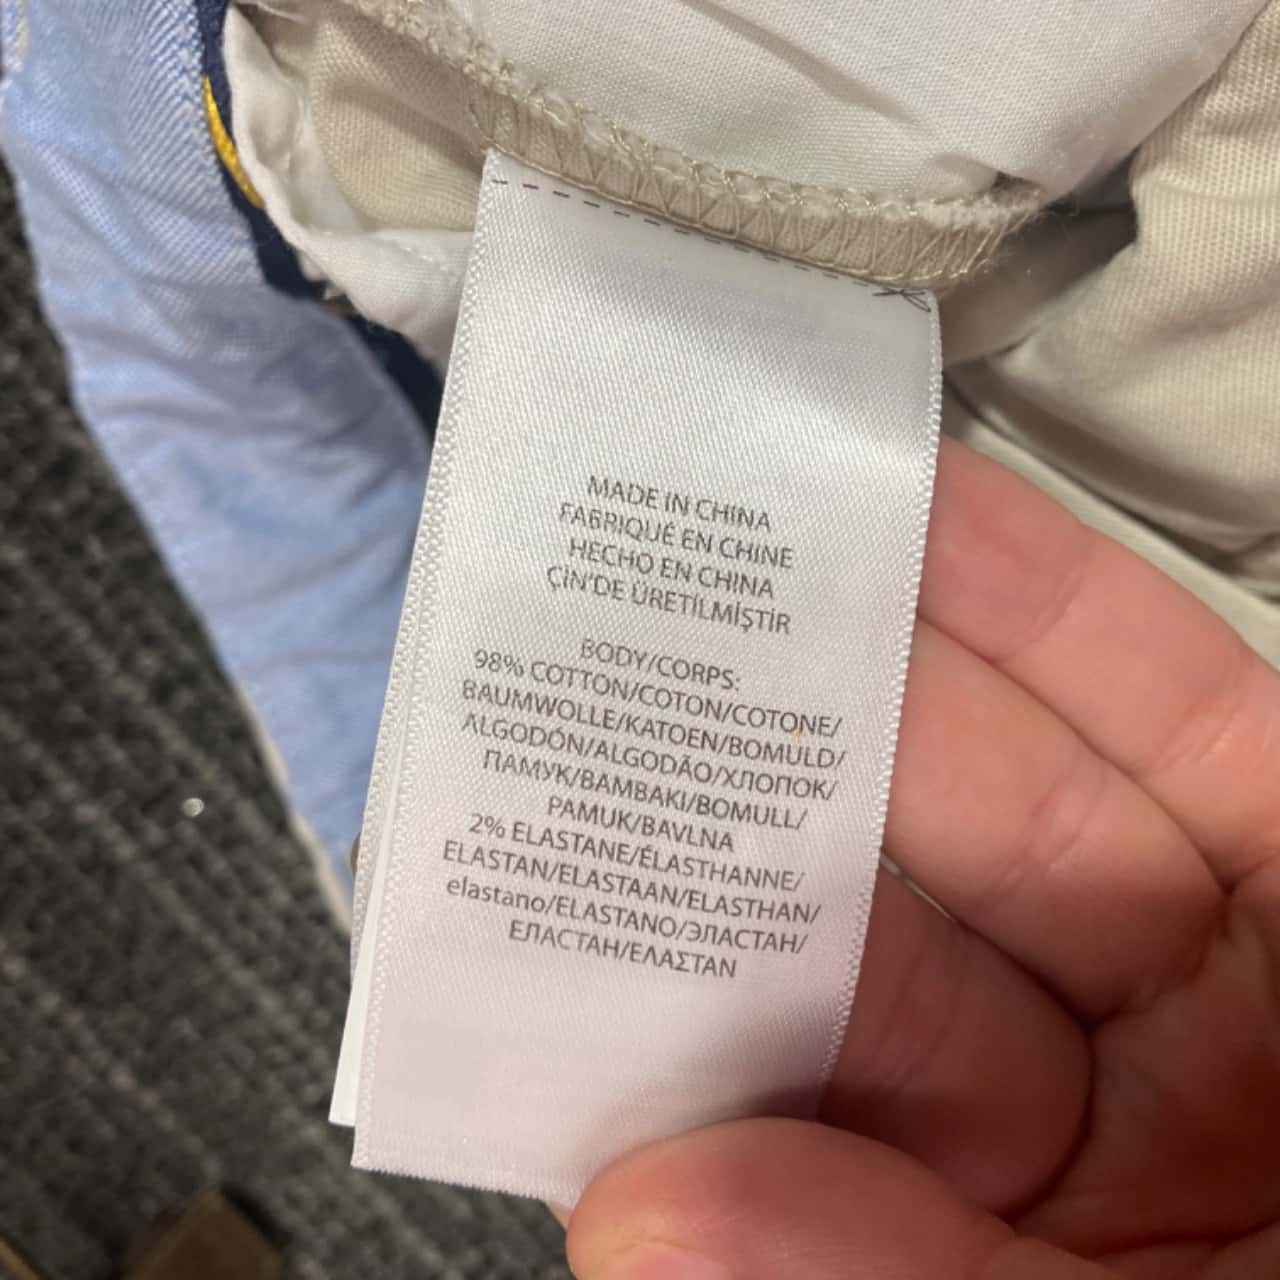 MADE IN CHINA
FABRIQUÉ EN CHINE
HECHO EN CHINA
ÇİN'DE ÜRETİLMİŞTİR
BODY/CORPS:
98% COTTON/COTON/COTONE/
BAUMWOLLE/KATOEN/BOMULD/
ALGODÓN/ALGODÃO/ХЛОПОК/
ПАМУК/BAMBAKI/BOMULL/
PAMUK/BAVLNA
2% ELASTANE/ÉLASTHANNE/
ELASTAN/ELASTAAN/ELASTHAN/
elastano/ELASTANO/ЭЛАСТАН/
ЕЛАСТАН/ΕΛΑΣΤΑΝ